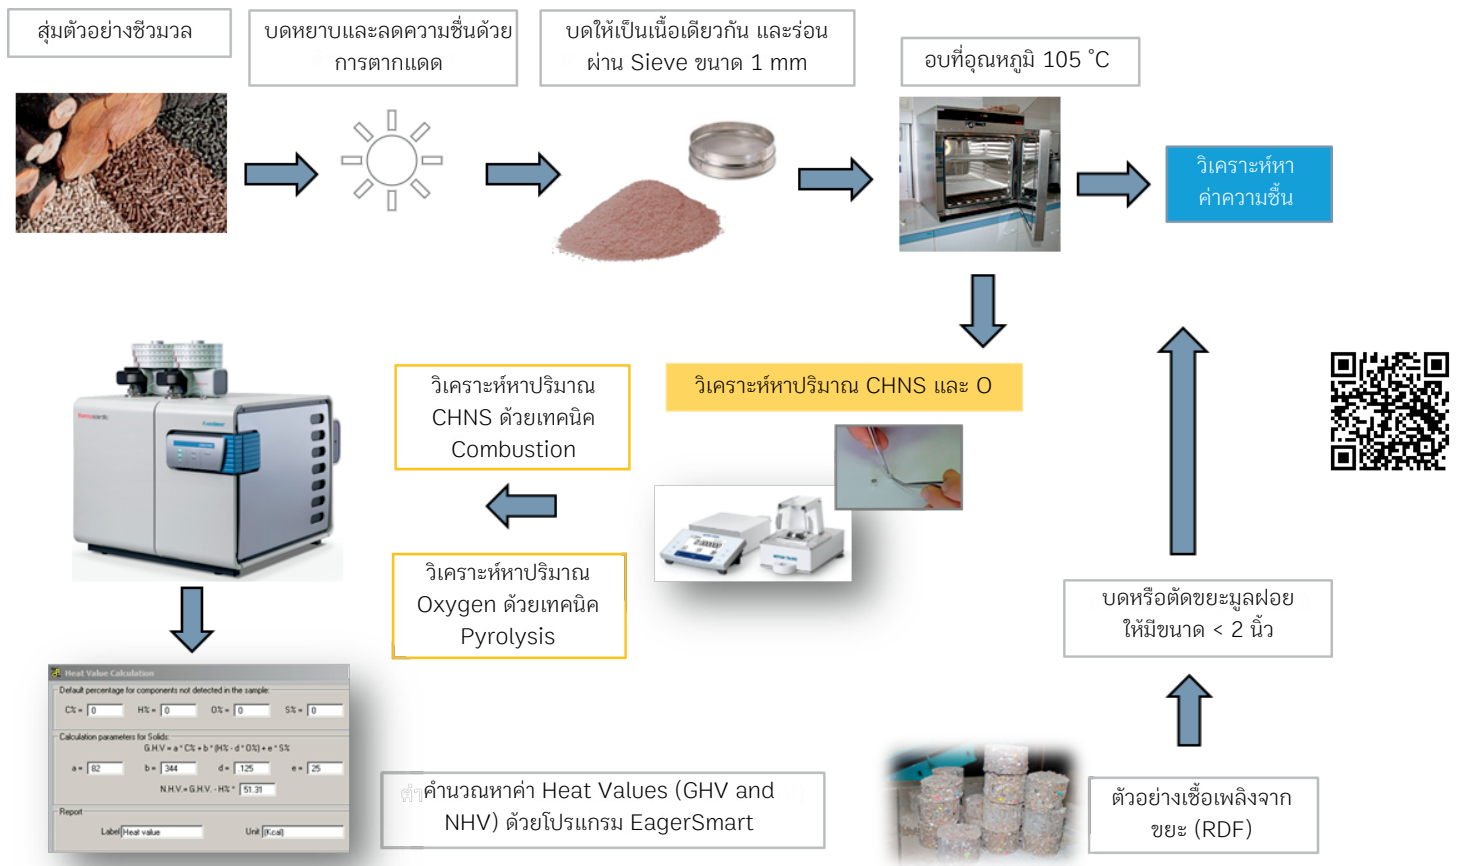 สุ่มตัวอย่างชีวมวล
บดหยาบและลดความชื่นด้วย
การตากแดด
บดให้เป็นเนื้อเดียวกัน และร่อน
ผ่าน Sieve ขนาด 1 mm
อบที่อุณหภูมิ 105 °C
วิเคราะห์หา
ค่าความชื้น
วิเคราะห์หาปริมาณ CHNS และ O
วิเคราะห์หาปริมาณ
CHNS ด้วยเทคนิค
Combustion
วิเคราะห์หาปริมาณ
Oxygen ด้วยเทคนิค
Pyrolysis
Heat Value Calculation
Default percentage for components not detected in the sample:
C% = 0 H% = 0 O% = 0 S% = 0
Calculation parameters for Solids:
G.H.V = a * C% + b * (H% - d * O%) + e * S%
a = 82 b = 344 d = .125 e = 25
N.H.V.= G.H.V. - H% * 51.31
Report
Label Heat value Unit (Kcal)
คำนวณหาค่า Heat Values (GHV and
NHV) ด้วยโปรแกรม EagerSmart
บดหรือตัดขยะมูลฝอย
ให้มีขนาด < 2 นิ้ว
ตัวอย่างเชื้อเพลิงจาก
ขยะ (RDF)